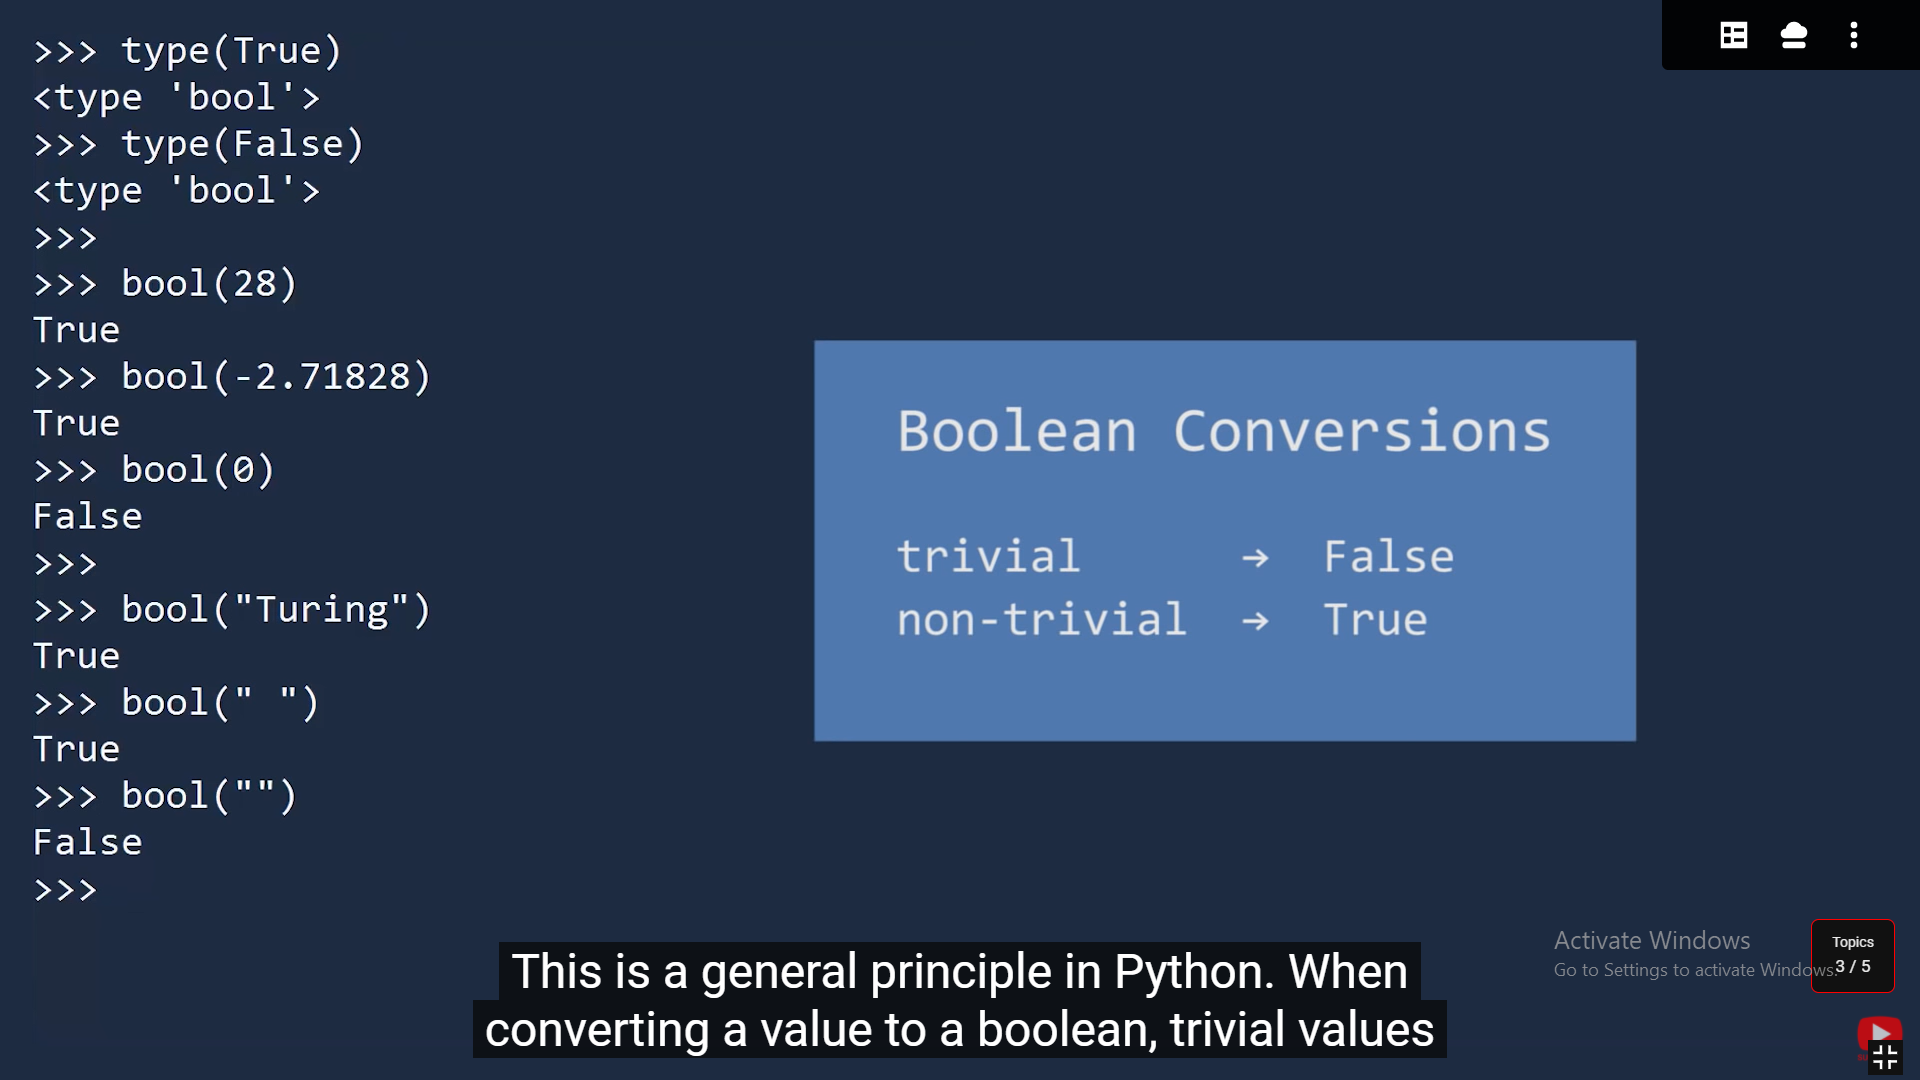 >>> type(True)
<type 'bool'>
>>> type(False)
<type 'bool'>
>>>
>>> bool(28)
True
>>> bool(-2.71828)
True
>>> bool(0)
False
>>>
>>> bool("Turing")
True
>>> bool(" ")
True
>>> bool("")
False
>>>
Boolean Conversions
trivial → False
non-trivial → True
This is a general principle in Python. When
converting a value to a boolean, trivial values
Activate Windows
Go to Settings to activate Windows.
Topics
3 / 5